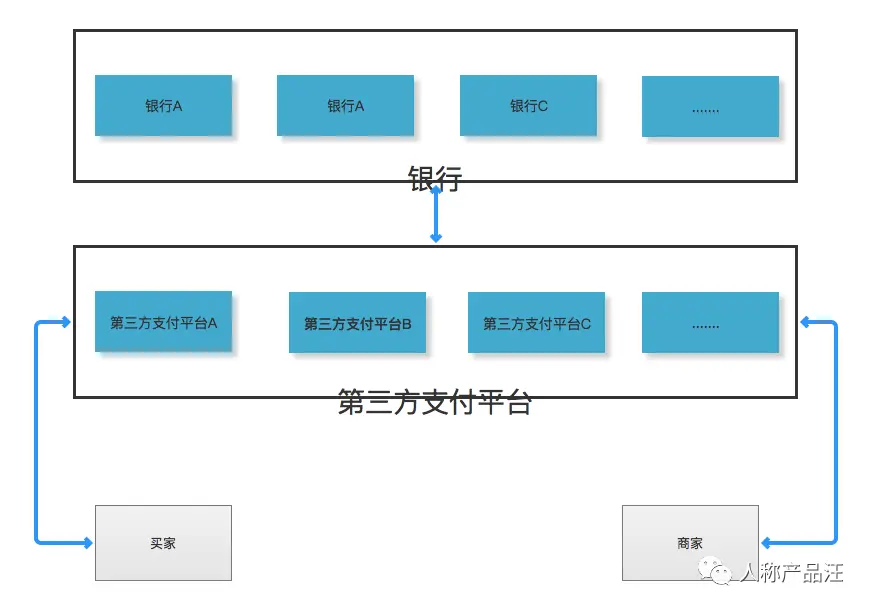 银行A
银行A
银行C
.......
银行
第三方支付平台A
第三方支付平台B
第三方支付平台C
.......
第三方支付平台
买家
商家
人称产品汪